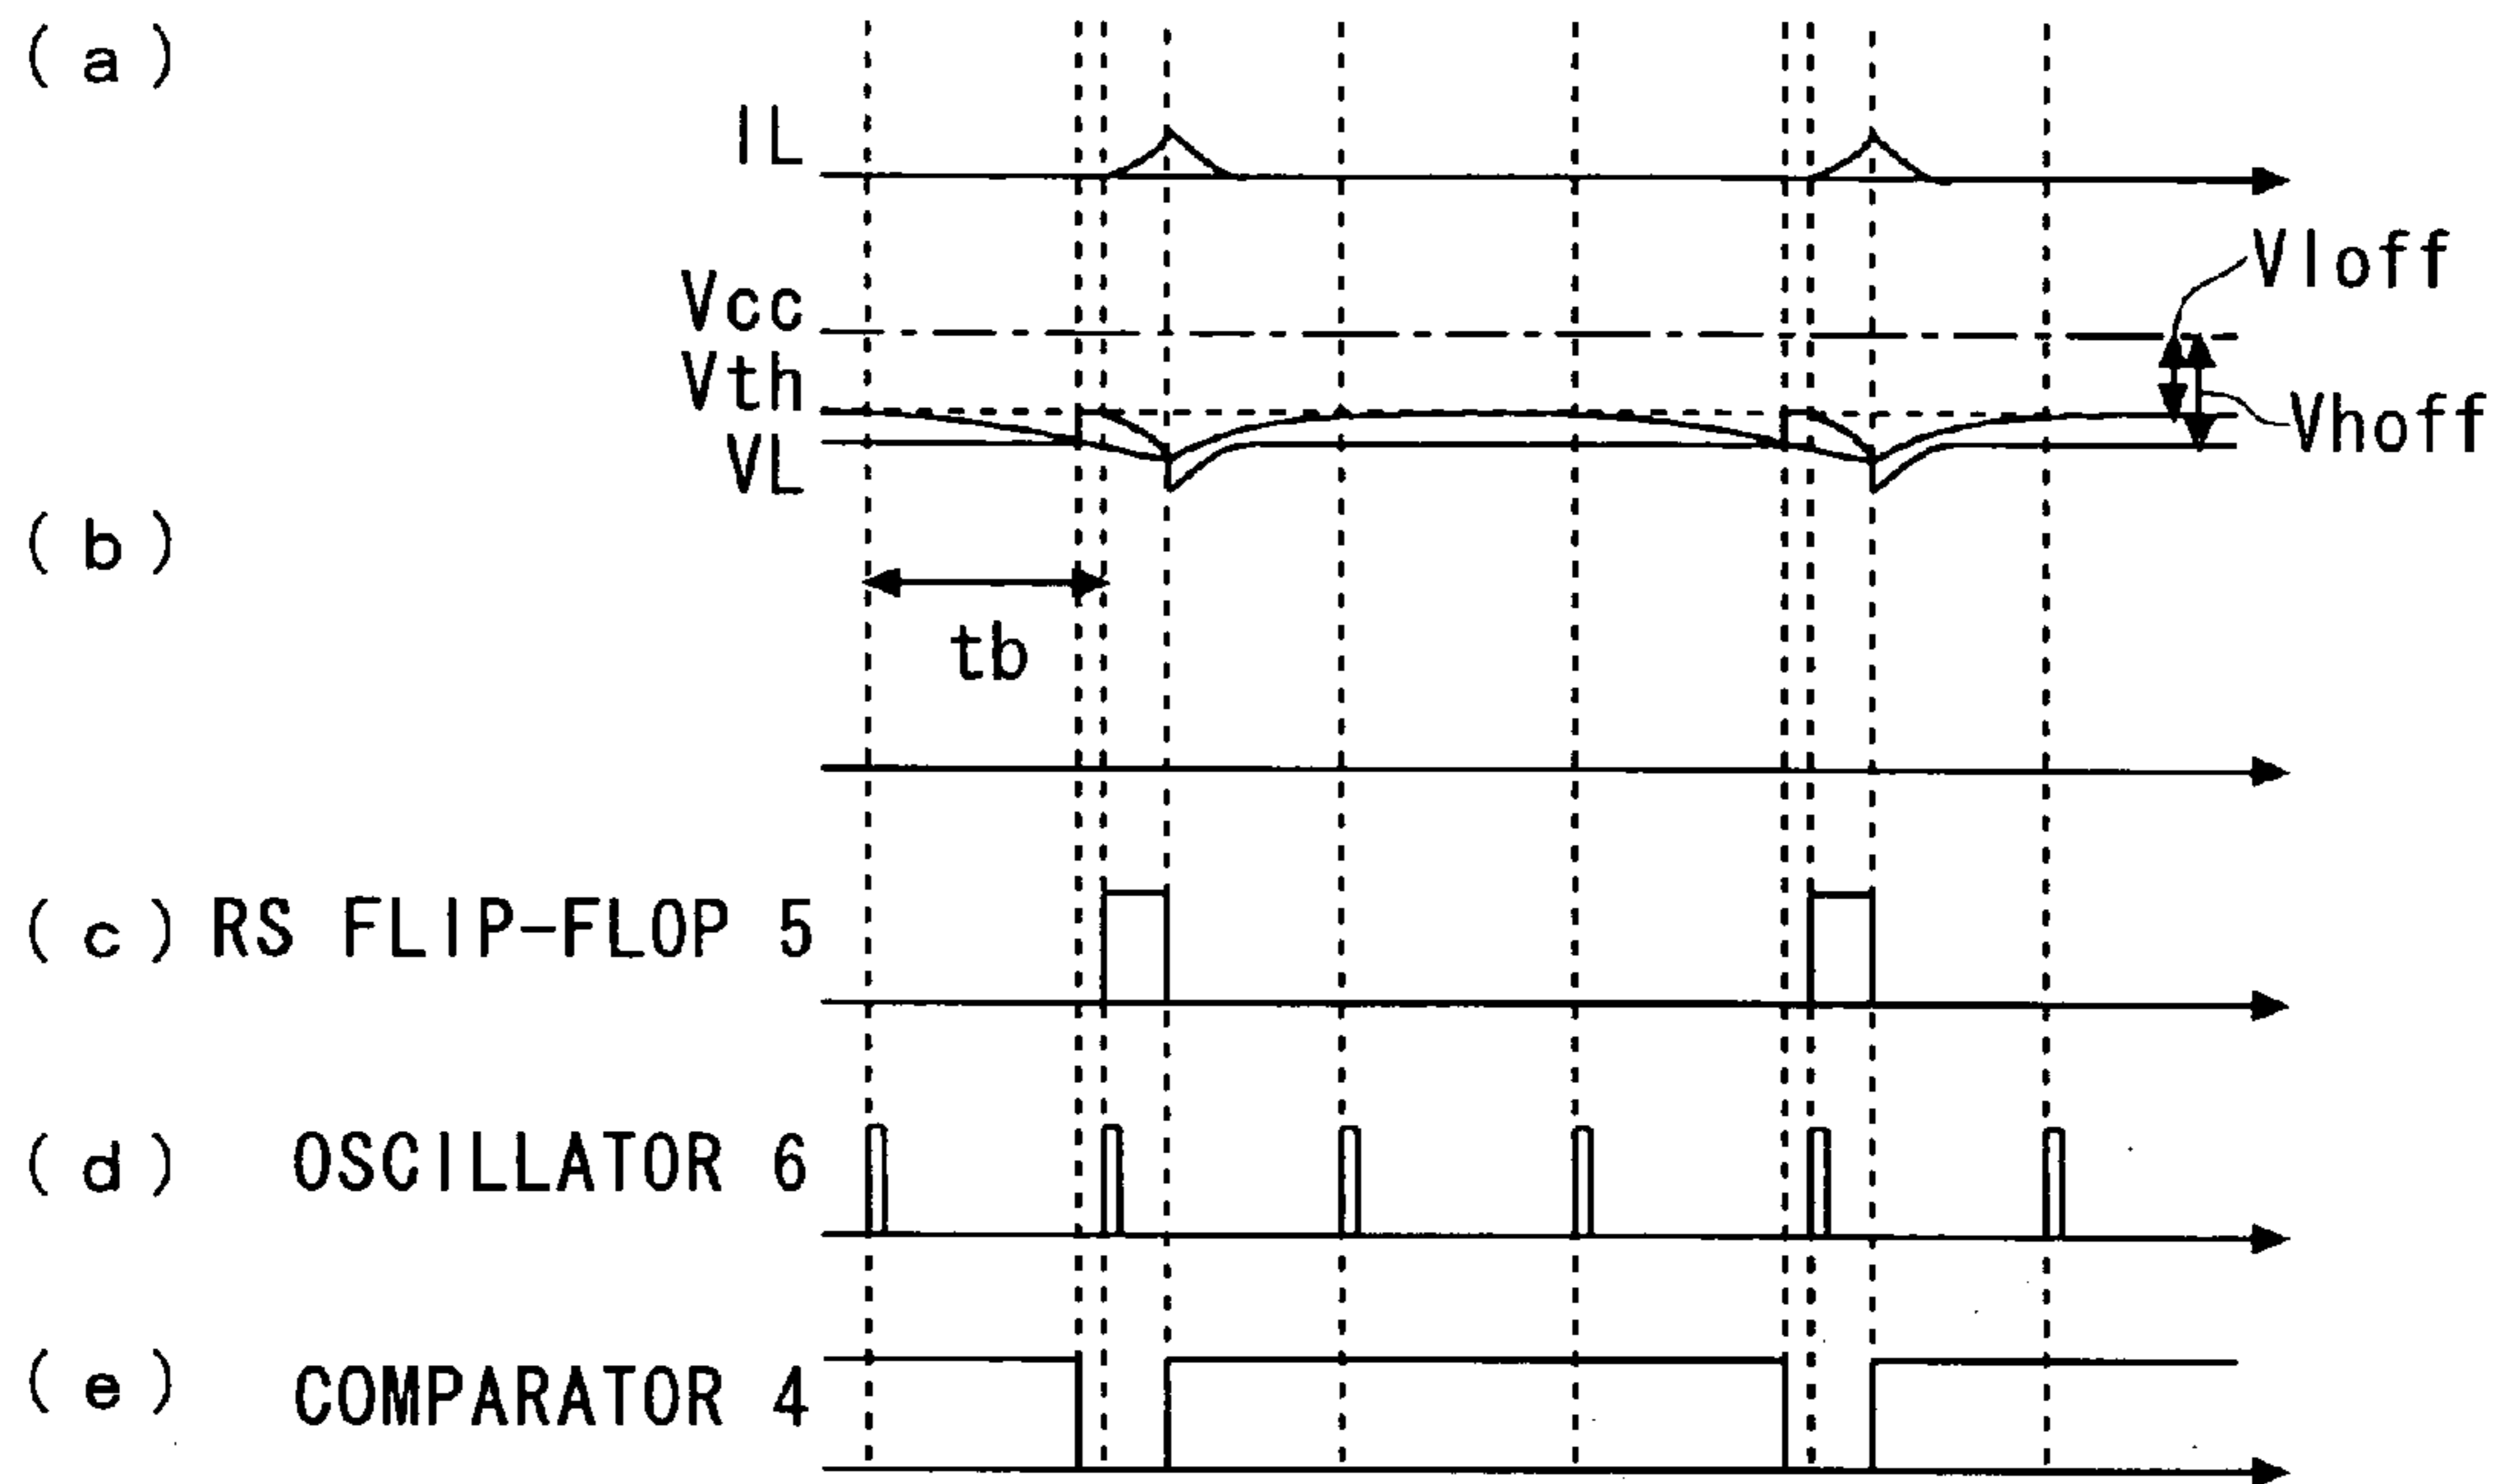 (a)
IL
Vcc
Vloff
Vth
Vhoff
VL
(b)
tb
(c) RS FLIP-FLOP 5
(d) OSCILLATOR 6
(e) COMPARATOR 4